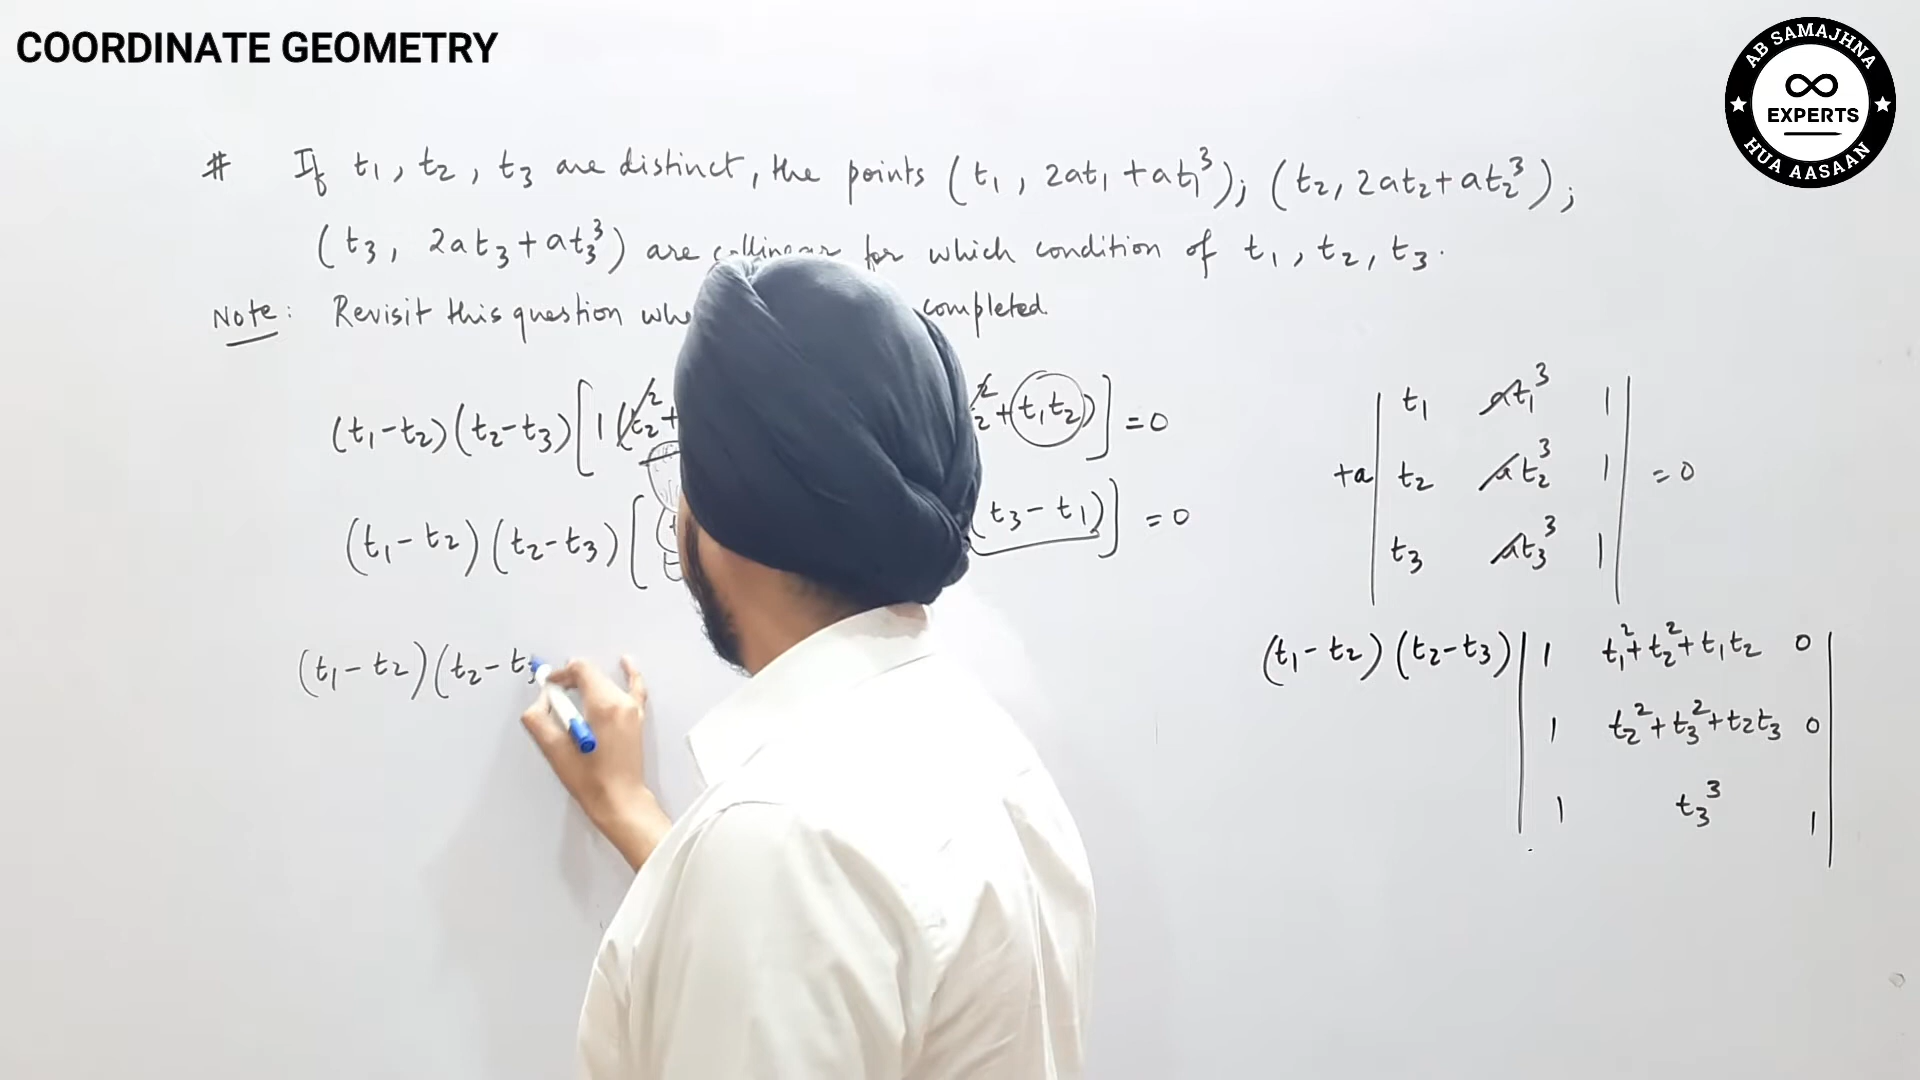 COORDINATE GEOMETRY
AB SAMAJHNA
∞
EXPERTS
HUA AASAAN
# If t₁, t₂, t₃ are distinct, the points (t₁, 2at₁+at₁³); (t₂, 2at₂+at₂³);
(t₃, 2at₃+at₃³) are collinear for which condition of t₁, t₂, t₃.
Note: Revisit this question completed
(t₁-t₂)(t₂-t₃)[1(t₂²+ ₂²+t₁t₂)]=0
(t₁-t₂)(t₂-t₃)[ (t₃-t₁)]=0
(t₁-t₂)(t₂-t₃
| t₁ at₁³ 1 |
+a | t₂ at₂³ 1 | =0
| t₃ at₃³ 1 |
(t₁-t₂)(t₂-t₃) | 1 t₁²+t₂²+t₁t₂ 0 |
| 1 t₂²+t₃²+t₂t₃ 0 |
| 1 t₃³ 1 |